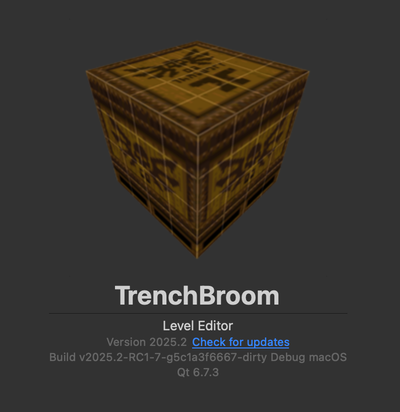 TrenchBroom
Level Editor
Version 2025.2 Check for updates
Build v2025.2-RC1-7-g5c1a3f6667-dirty Debug macOS
Qt 6.7.3